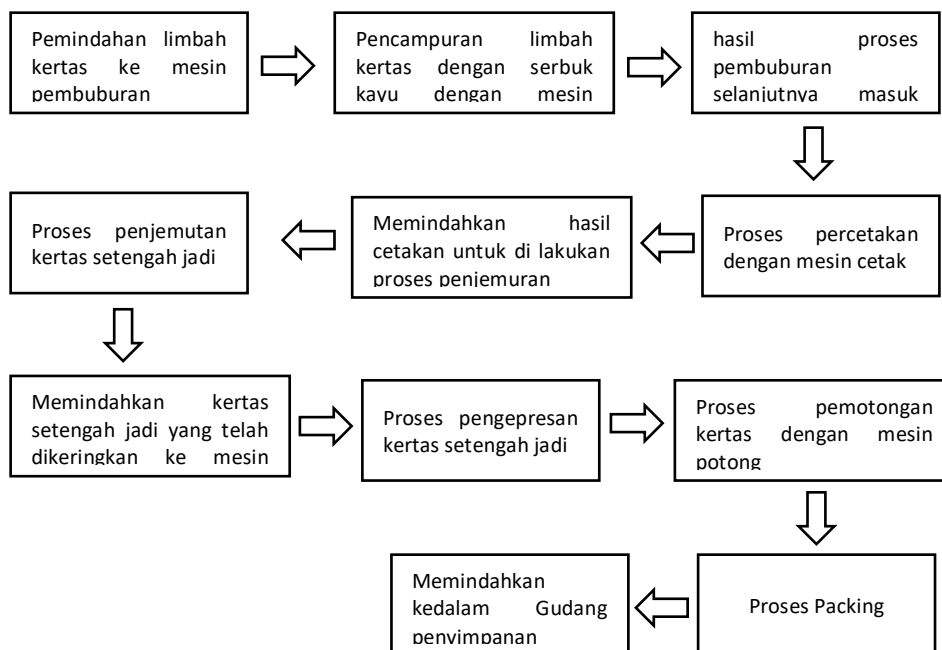 Pemindahan limbah
kertas ke mesin
pembuburan
Pencampuran limbah
kertas dengan serbuk
kayu dengan mesin
hasil proses
pembuburan
selanjutnya masuk
Proses percetakan
dengan mesin cetak
Memindahkan hasil
cetakan untuk di lakukan
proses penjemuran
Proses penjemutan
kertas setengah jadi
Memindahkan kertas
setengah jadi yang telah
dikeringkan ke mesin
Proses pengepresan
kertas setengah jadi
Proses pemotongan
kertas dengan mesin
potong
Proses Packing
Memindahkan
kedalam Gudang
penyimpanan